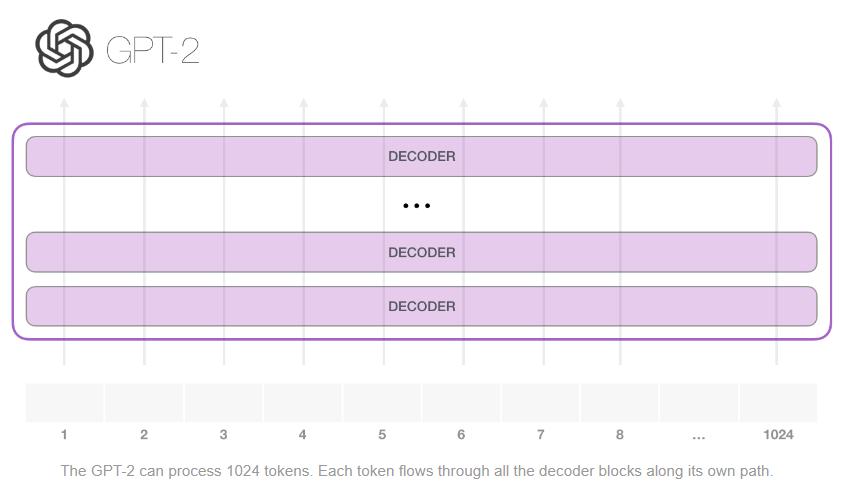 GPT-2
DECODER
...
DECODER
DECODER
1 2 3 4 5 6 7 8 ... 1024
The GPT-2 can process 1024 tokens. Each token flows through all the decoder blocks along its own path.